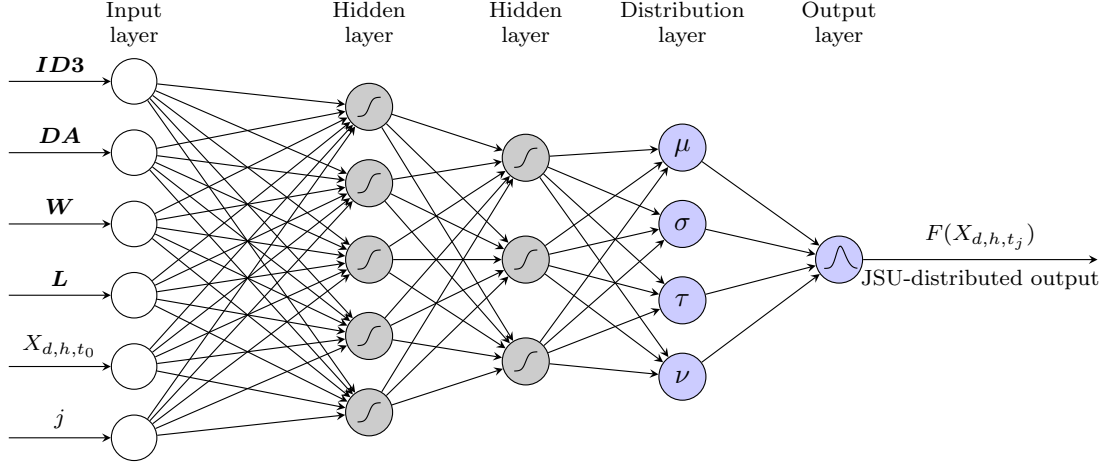 Input
layer
Hidden
layer
Hidden
layer
Distribution
layer
Output
layer
ID3
DA
W
L
X_{d,h,t_0}
j
μ
σ
τ
ν
F(X_{d,h,t_j})
JSU-distributed output